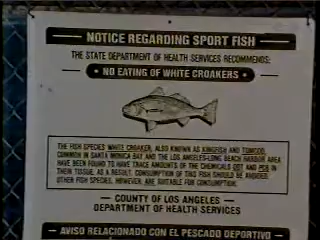 NOTICE REGARDING SPORT FISH
THE STATE DEPARTMENT OF HEALTH SERVICES RECOMMENDS:
• NO EATING OF WHITE CROAKERS •
THE FISH SPECIES WHITE CROAKER, ALSO KNOWN AS KINGFISH AND TOMCOD,
COMMON IN SANTA MONICA BAY AND THE LOS ANGELES-LONG BEACH HARBOR AREA
HAVE BEEN FOUND TO HAVE TRACE AMOUNTS OF THE CHEMICALS DDT AND PCB IN
THEIR TISSUE. AS A RESULT, CONSUMPTION OF THIS FISH SHOULD BE AVOIDED
OTHER FISH SPECIES, HOWEVER, ARE SUITABLE FOR CONSUMPTION.
— COUNTY OF LOS ANGELES —
DEPARTMENT OF HEALTH SERVICES
AVISO RELACIONADO CON EL PESCADO DEPORTIVO